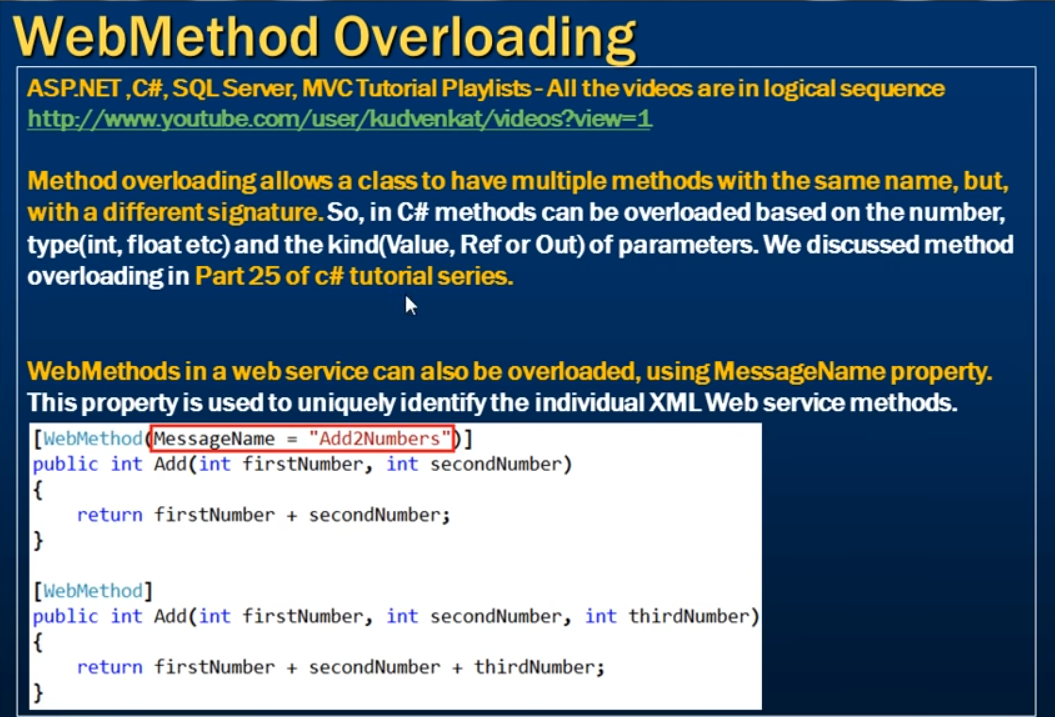 WebMethod Overloading
ASP.NET ,C#, SQL Server, MVC Tutorial Playlists - All the videos are in logical sequence
http://www.youtube.com/user/kudvenkat/videos?view=1
Method overloading allows a class to have multiple methods with the same name, but,
with a different signature. So, in C# methods can be overloaded based on the number,
type(int, float etc) and the kind(Value, Ref or Out) of parameters. We discussed method
overloading in Part 25 of c# tutorial series.
WebMethods in a web service can also be overloaded, using MessageName property.
This property is used to uniquely identify the individual XML Web service methods.
[WebMethod(MessageName = "Add2Numbers")]
public int Add(int firstNumber, int secondNumber)
{
    return firstNumber + secondNumber;
}
[WebMethod]
public int Add(int firstNumber, int secondNumber, int thirdNumber)
{
    return firstNumber + secondNumber + thirdNumber;
}